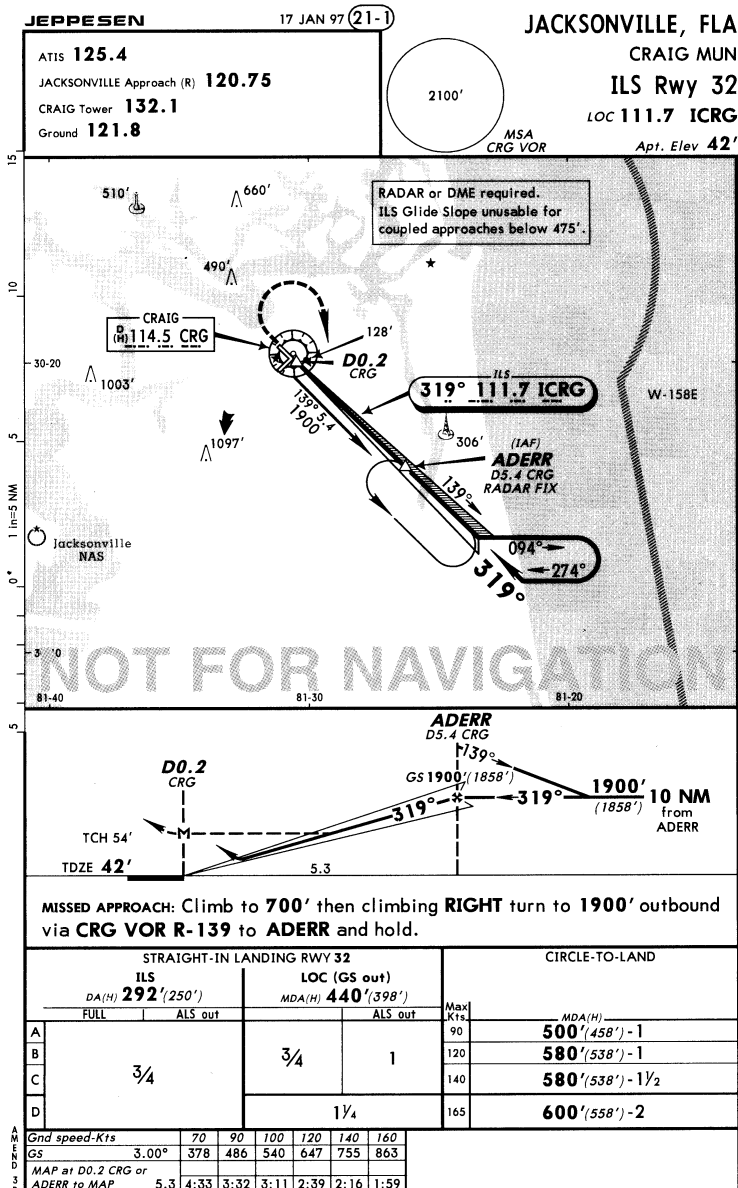 JEPPESEN 17 JAN 97 21-1 JACKSONVILLE, FLA
CRAIG MUN
ILS Rwy 32
LOC 111.7 ICRG
Apt. Elev 42'
ATIS 125.4
JACKSONVILLE Approach (R) 120.75
CRAIG Tower 132.1
Ground 121.8
2100'
MSA
CRG VOR
15
510'
660'
RADAR or DME required.
ILS Glide Slope unusable for
coupled approaches below 475'.
490'
10
CRAIG
D
(H) 114.5 CRG
128'
D0.2
CRG
30-20
1003'
ILS
319° 111.7 ICRG
W-158E
139° 5.4
1900
5
1097'
306'
(IAF)
ADERR
D5.4 CRG
RADAR FIX
139°
1 in=5 NM
Jacksonville
NAS
094°
274°
319°
0
NOT FOR NAVIGATION
81-40 81-30 81-20
5
ADERR
D5.4 CRG
139°
D0.2
CRG
GS 1900' (1858')
1900'
(1858')
319°
319°
10 NM
from
ADERR
TCH 54'
M
TDZE 42'
5.3
MISSED APPROACH: Climb to 700' then climbing RIGHT turn to 1900' outbound
via CRG VOR R-139 to ADERR and hold.
STRAIGHT-IN LANDING RWY 32 CIRCLE-TO-LAND
ILS LOC (GS out)
DA(H) 292' (250') MDA(H) 440' (398')
FULL ALS out ALS out Max Kts MDA(H)
A 90 500' (458') - 1
B 3/4 3/4 1 120 580' (538') - 1
C 140 580' (538') - 1 1/2
D 1 1/4 165 600' (558') - 2
Gnd speed-Kts 70 90 100 120 140 160
GS 3.00° 378 486 540 647 755 863
MAP at D0.2 CRG or
ADERR to MAP 5.3 4:33 3:32 3:11 2:39 2:16 1:59
AMEND 3